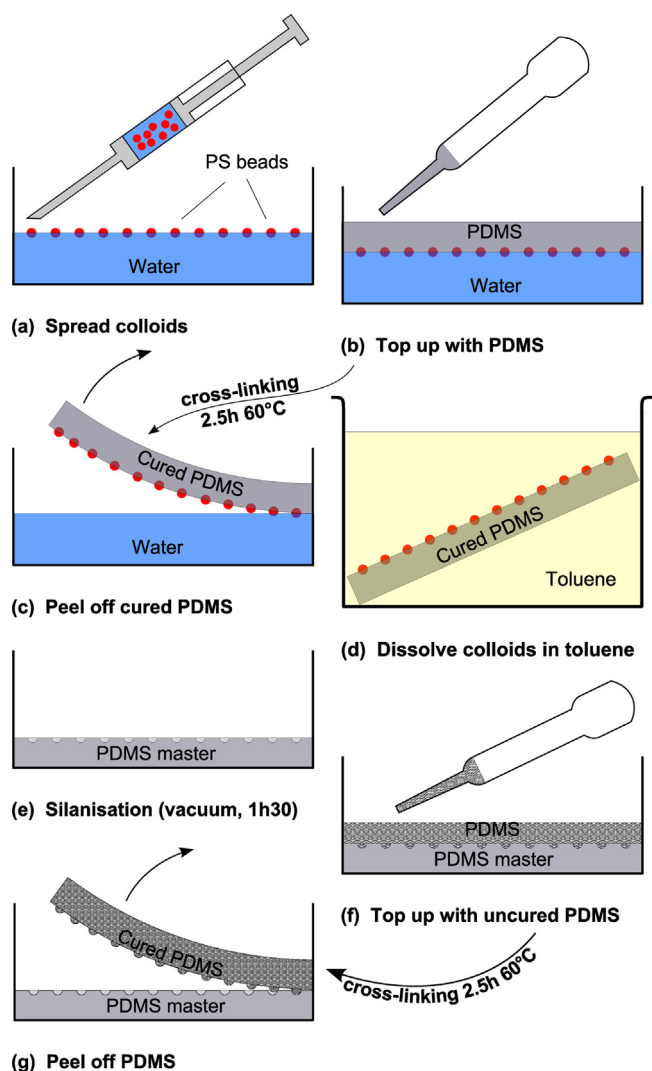 PS beads
Water
(a) Spread colloids
PDMS
Water
(b) Top up with PDMS
cross-linking
2.5h 60°C
Cured PDMS
Water
(c) Peel off cured PDMS
Cured PDMS
Toluene
(d) Dissolve colloids in toluene
PDMS master
(e) Silanisation (vacuum, 1h30)
PDMS
PDMS master
(f) Top up with uncured PDMS
cross-linking 2.5h 60°C
Cured PDMS
PDMS master
(g) Peel off PDMS